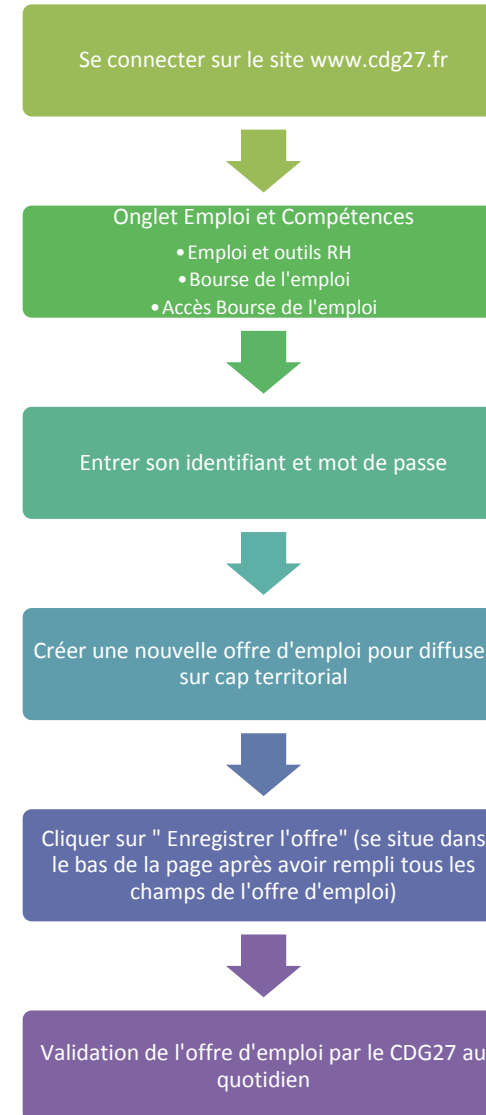 Se connecter sur le site www.cdg27.fr
Onglet Emploi et Compétences
•Emploi et outils RH
•Bourse de l'emploi
•Accès Bourse de l'emploi
Entrer son identifiant et mot de passe
Créer une nouvelle offre d'emploi pour diffuse
sur cap territorial
Cliquer sur " Enregistrer l'offre" (se situe dans
le bas de la page après avoir rempli tous les
champs de l'offre d'emploi)
Validation de l'offre d'emploi par le CDG27 au
quotidien